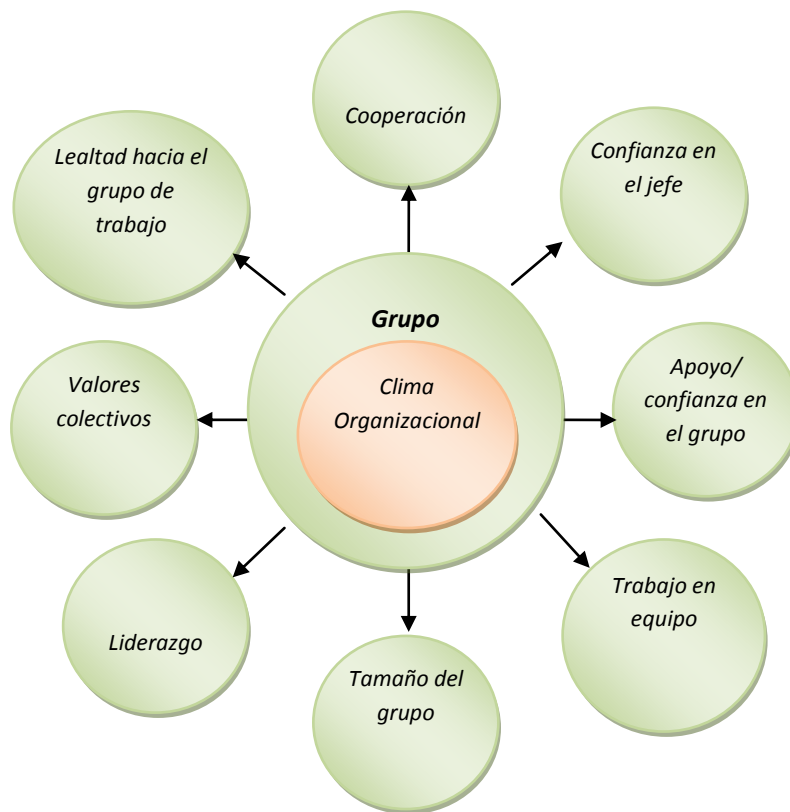 Cooperación
Lealtad hacia el
grupo de
trabajo
Confianza en
el jefe
Grupo
Clima
Organizacional
Valores
colectivos
Apoyo/
confianza en
el grupo
Liderazgo
Trabajo en
equipo
Tamaño del
grupo